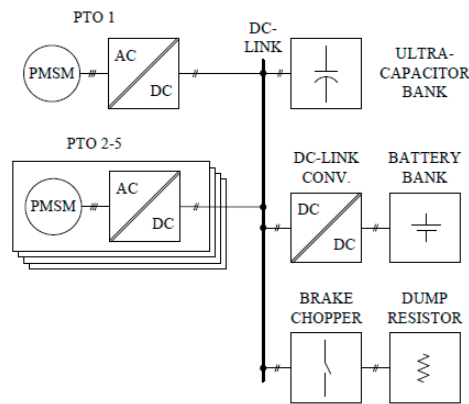 PTO 1
PMSM
AC
DC
DC-
LINK
ULTRA-
CAPACITOR
BANK
PTO 2-5
PMSM
AC
DC
DC-LINK
CONV.
DC
DC
BATTERY
BANK
BRAKE
CHOPPER
DUMP
RESISTOR